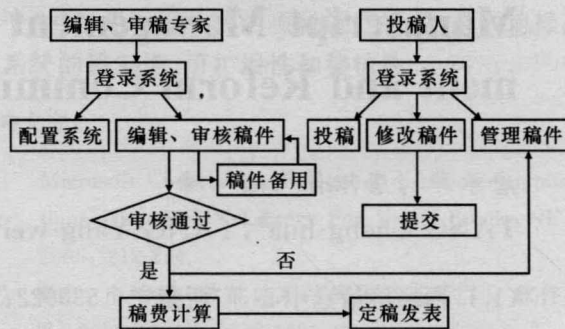 编辑、审稿专家
投稿专家
登录系统
登录系统
配置系统
编辑、审核稿件
投稿
修改稿件
管理稿件
稿件备用
审核通过
提交
是
否
稿费计算
定稿发表